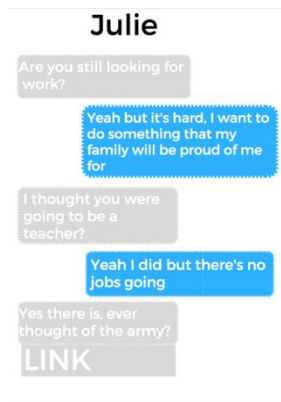 Julie
Are you still looking for
work?
Yeah but it's hard, I want to
do something that my
family will be proud of me
for
I thought you were
going to be a
teacher?
Yeah I did but there's no
jobs going
Yes there is, ever
thought of the army?
LINK